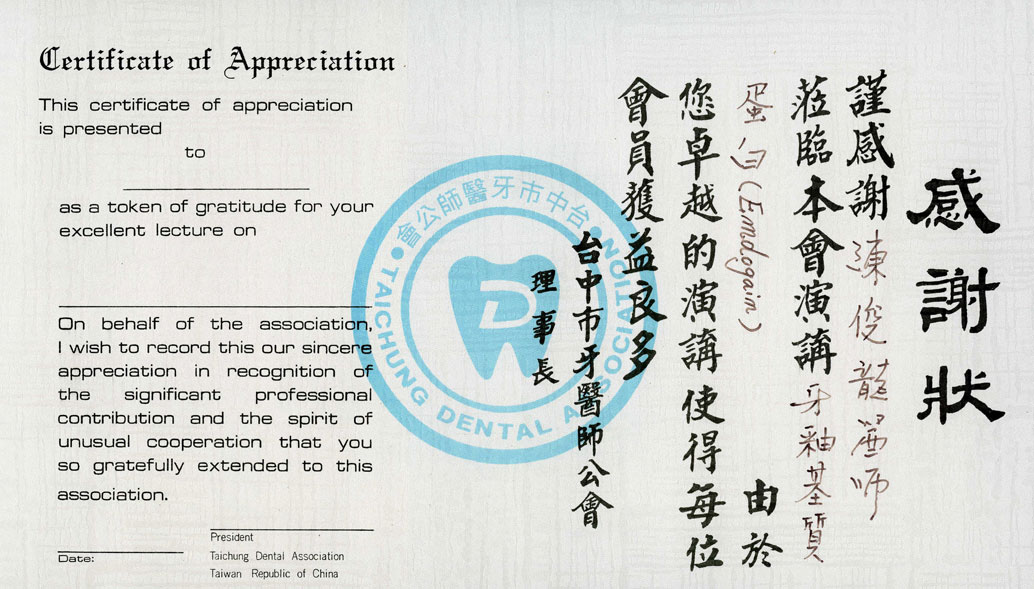 Certificate of Appreciation
This certificate of appreciation
is presented
to
as a token of gratitude for your
excellent lecture on
On behalf of the association,
I wish to record this our sincere
appreciation in recognition of
the significant professional
contribution and the spirit of
unusual cooperation that you
so gratefully extended to this
association.
President
Date:
Taichung Dental Association
Taiwan Republic of China
台中市牙醫師公會
TAICHUNG DENTAL ASSOCIATION
D
感謝狀
謹感謝 陳俊龍醫師
蒞臨本會演講 牙釉基質
蛋白(Emdogain) 由於
您卓越的演講使得每位
會員獲益良多
台中市牙醫師公會
理事長